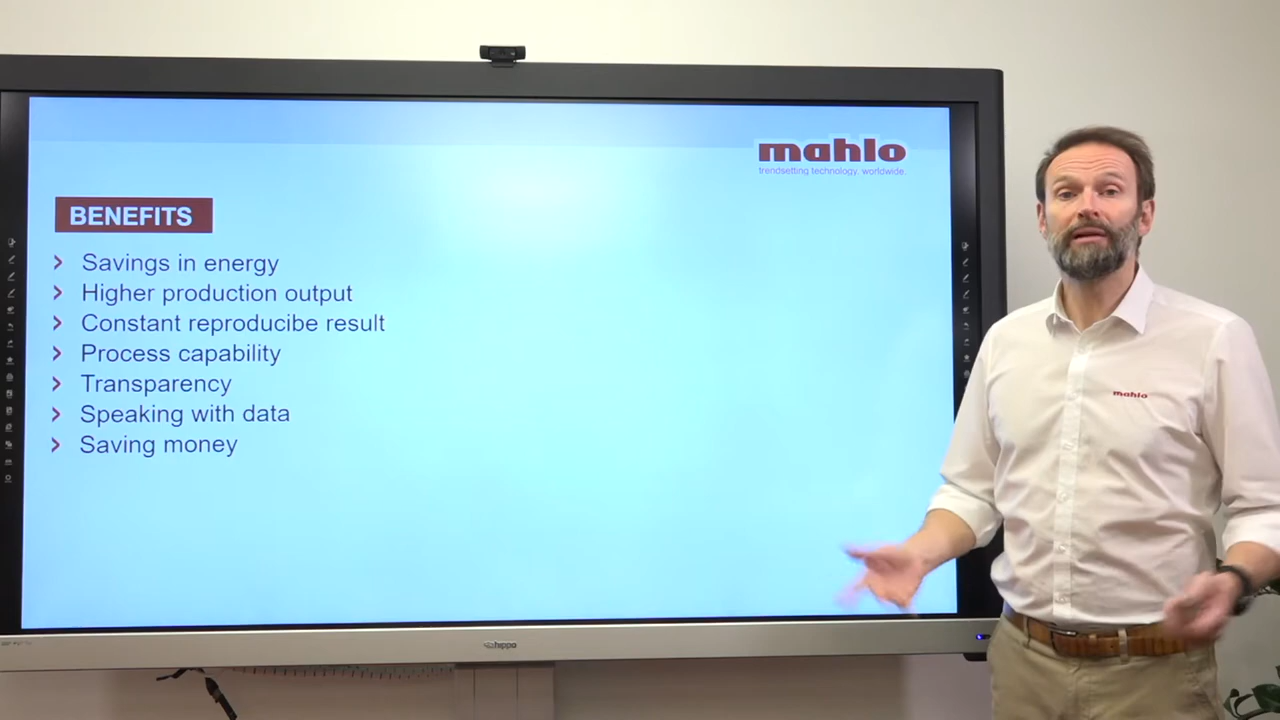 mahlo
trendsetting technology. worldwide.
BENEFITS
Savings in energy
Higher production output
Constant reproducibe result
Process capability
Transparency
Speaking with data
Saving money
mahlo
hippo